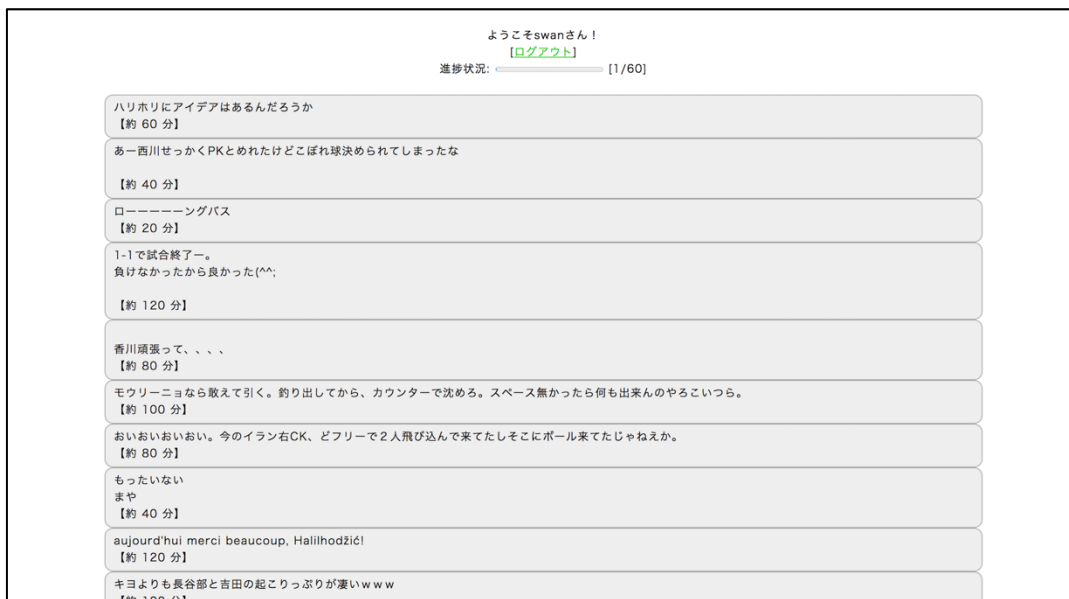 ようこそswanさん！
[ログアウト]
進捗状況: [1/60]
ハリホリにアイデアはあるんだろうか
【約 60 分】
あー西川せっかくPKとめれたけどこぼれ球決められてしまったな
【約 40 分】
ローーーーーングパス
【約 20 分】
1-1で試合終了ー。
負けなかったから良かった(^^;
【約 120 分】
香川頑張って、、、、
【約 80 分】
モウリーニョなら敢えて引く。釣り出してから、カウンターで沈めろ。スペース無かったら何も出来んのやろこいつら。
【約 100 分】
おいおいおいおい。今のイラン右CK、どフリーで２人飛び込んで来てたしそこにボール来てたじゃねえか。
【約 80 分】
もったいない
まや
【約 40 分】
aujourd'hui merci beaucoup, Halilhodžić!
【約 120 分】
キヨよりも長谷部と吉田の起こりっぷりが凄いｗｗｗ